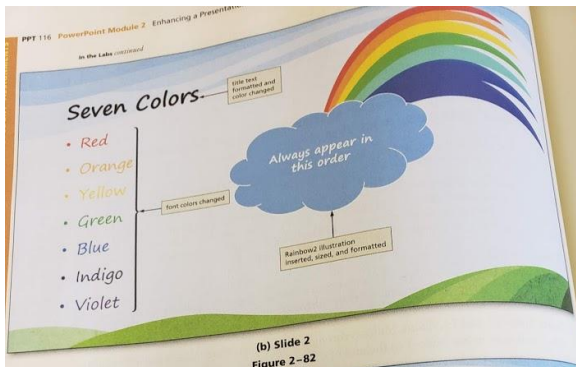 PPT 116 PowerPoint Module 2 Enhancing a
In the Labs continued
Seven Colors
title text
formatted and
color changed
• Red
• Orange
• Yellow
• Green
• Blue
• Indigo
• Violet
font colors changed
Always appear in
this order
Rainbow2 illustration
inserted, sized, and formatted
(b) Slide 2
Figure 2-82